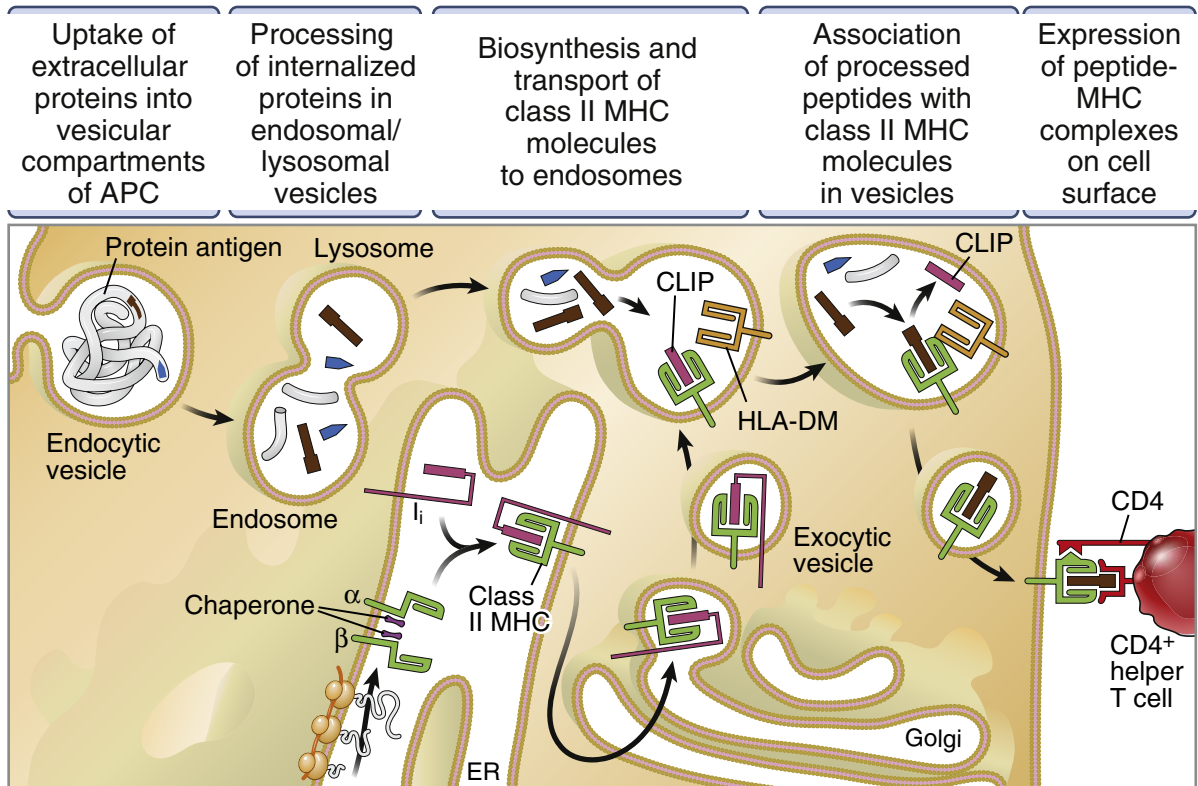 Uptake of
extracellular
proteins into
vesicular
compartments
of APC
Processing
of internalized
proteins in
endosomal/
lysosomal
vesicles
Biosynthesis and
transport of
class II MHC
molecules
to endosomes
Association
of processed
peptides with
class II MHC
molecules
in vesicles
Expression
of peptide-
MHC
complexes
on cell
surface
Protein antigen
Lysosome
CLIP
CLIP
HLA-DM
Endocytic
vesicle
Endosome
Ii
Exocytic
vesicle
CD4
Class
II MHC
α
Chaperone
β
CD4+
helper
T cell
Golgi
ER